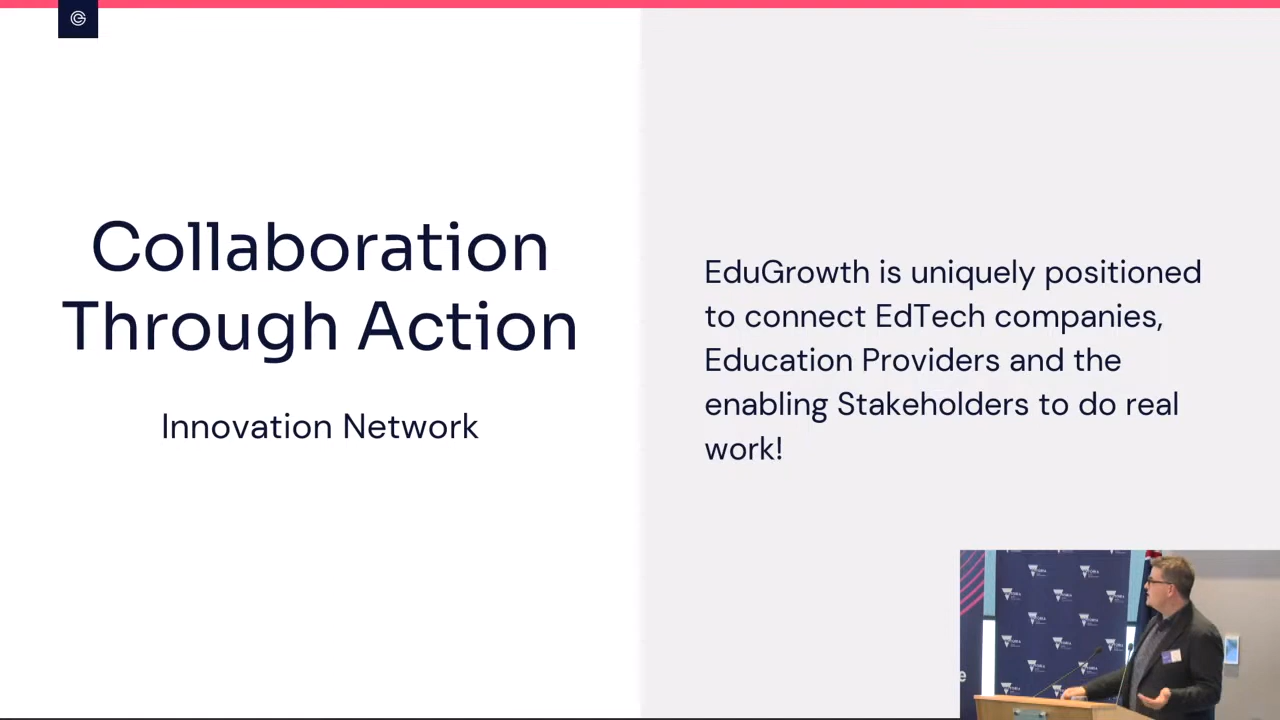 Collaboration
Through Action
Innovation Network
EduGrowth is uniquely positioned
to connect EdTech companies,
Education Providers and the
enabling Stakeholders to do real
work!